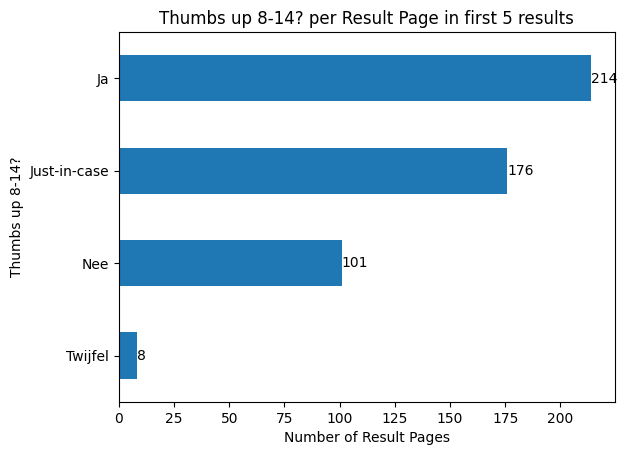 Thumbs up 8-14? per Result Page in first 5 results
Thumbs up 8-14?
Ja
214
Just-in-case
176
Nee
101
Twijfel
8
0 25 50 75 100 125 150 175 200
Number of Result Pages